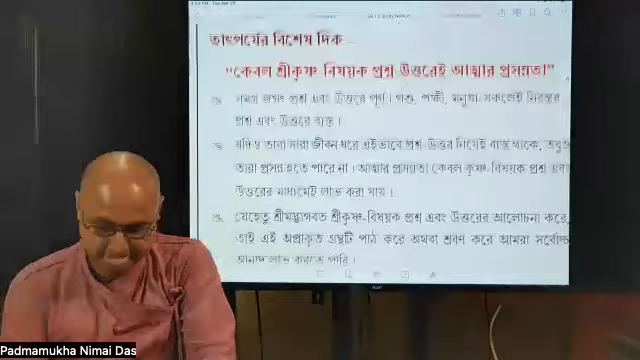 তাৎপর্যের বিশেষ দিক –
“কেবল শ্রীকৃষ্ণ বিষয়ক প্রশ্ন উত্তরেই আত্মার প্রসন্নতা”
সমগ্র জগৎ প্রশ্ন এবং উত্তরে পূর্ণ। পশু, পক্ষী, মনুষ্য সকলেই নিরন্তর
প্রশ্ন এবং উত্তরে ব্যস্ত।
যদিও তারা সারা জীবন ধরে এইভাবে প্রশ্ন-উত্তর নিয়েই ব্যস্ত থাকে, তবুও
তারা প্রসন্ন হতে পারে না। আত্মার প্রসন্নতা কেবল কৃষ্ণ-বিষয়ক প্রশ্ন এবং
উত্তরের মাধ্যমেই লাভ করা যায়।
যেহেতু শ্রীমদ্ভাগবত শ্রীকৃষ্ণ-বিষয়ক প্রশ্ন এবং উত্তরের আলোচনা করে,
তাই এই অপ্রাকৃত গ্রন্থটি পাঠ করে অথবা শ্রবণ করে আমরা সর্বোচ্চ
আনন্দ লাভ করতে পারি।
Padmamukha Nimai Das